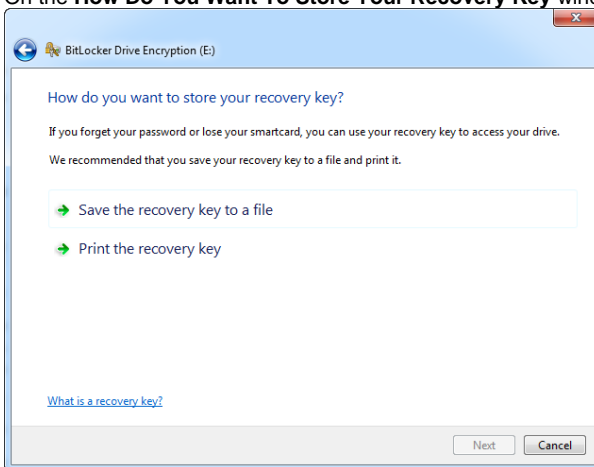 On the How Do You Want To Store Your Recovery Key wind
BitLocker Drive Encryption (E:)
How do you want to store your recovery key?
If you forget your password or lose your smartcard, you can use your recovery key to access your drive.
We recommended that you save your recovery key to a file and print it.
Save the recovery key to a file
Print the recovery key
What is a recovery key?
Next
Cancel